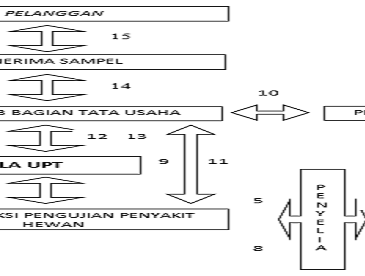 PELANGGAN
15
ERIMA SAMPEL
14
10
B BAGIAN TATA USAHA
12 13
9 11
LA UPT
PENYELIA
5
KSI PENGUJIAN PENYAKIT
HEWAN
8